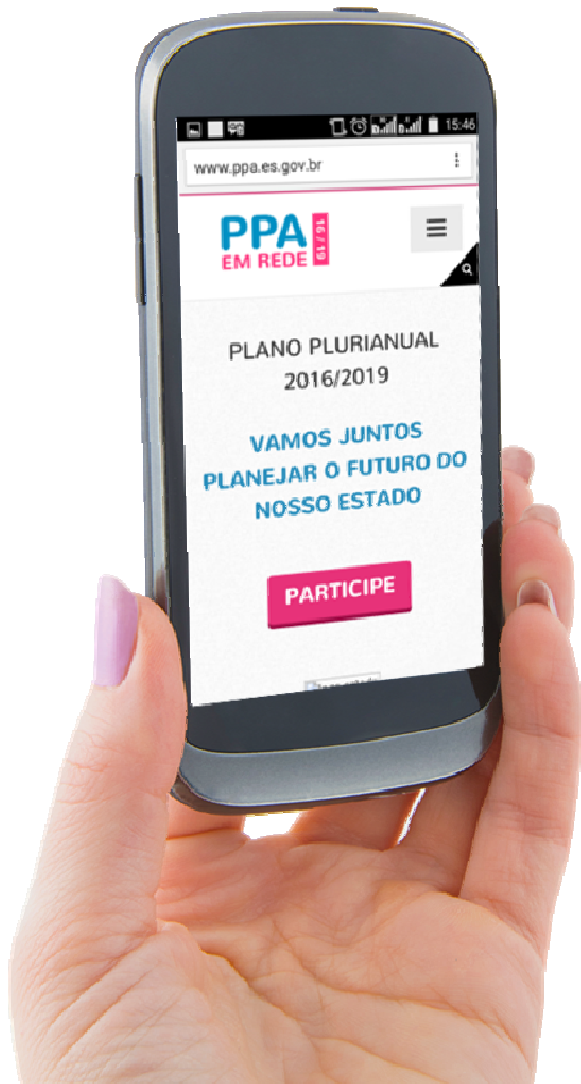 15:46
www.ppa.es.gov.br
PPA 16/19
EM REDE
PLANO PLURIANUAL
2016/2019
VAMOS JUNTOS
PLANEJAR O FUTURO DO
NOSSO ESTADO
PARTICIPE